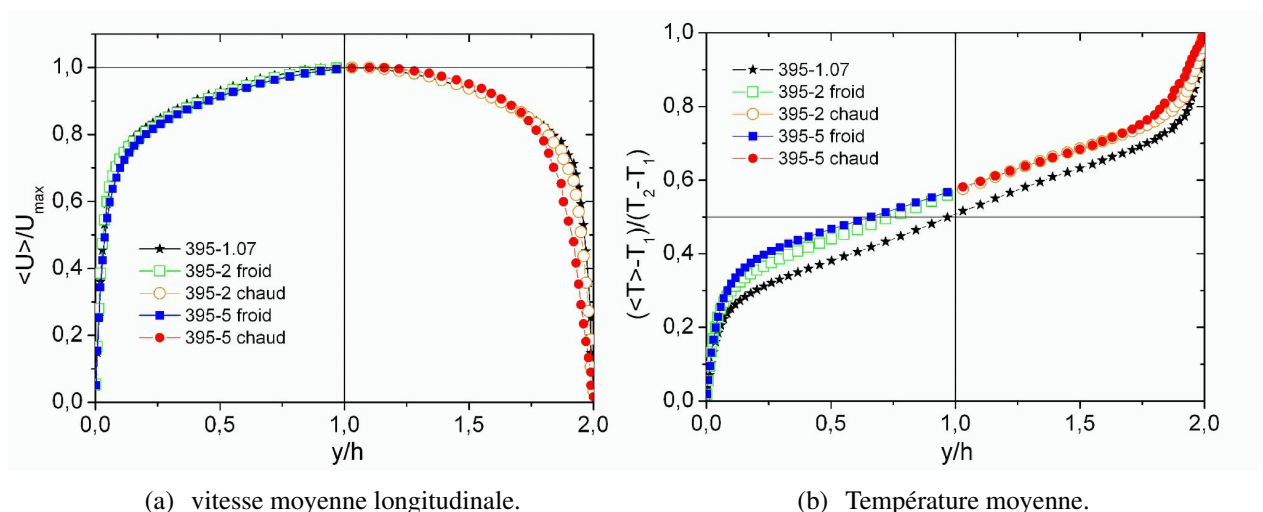 1,0
0,8
0,6
0,4
0,2
0,0
<U>/U_max
395-1.07
395-2 froid
395-2 chaud
395-5 froid
395-5 chaud
0,0 0,5 1,0 1,5 2,0
y/h
(a) vitesse moyenne longitudinale.
1,0
0,8
0,6
0,4
0,2
0,0
(<T>-T_1)/(T_2-T_1)
395-1.07
395-2 froid
395-2 chaud
395-5 froid
395-5 chaud
0,0 0,5 1,0 1,5 2,0
y/h
(b) Température moyenne.